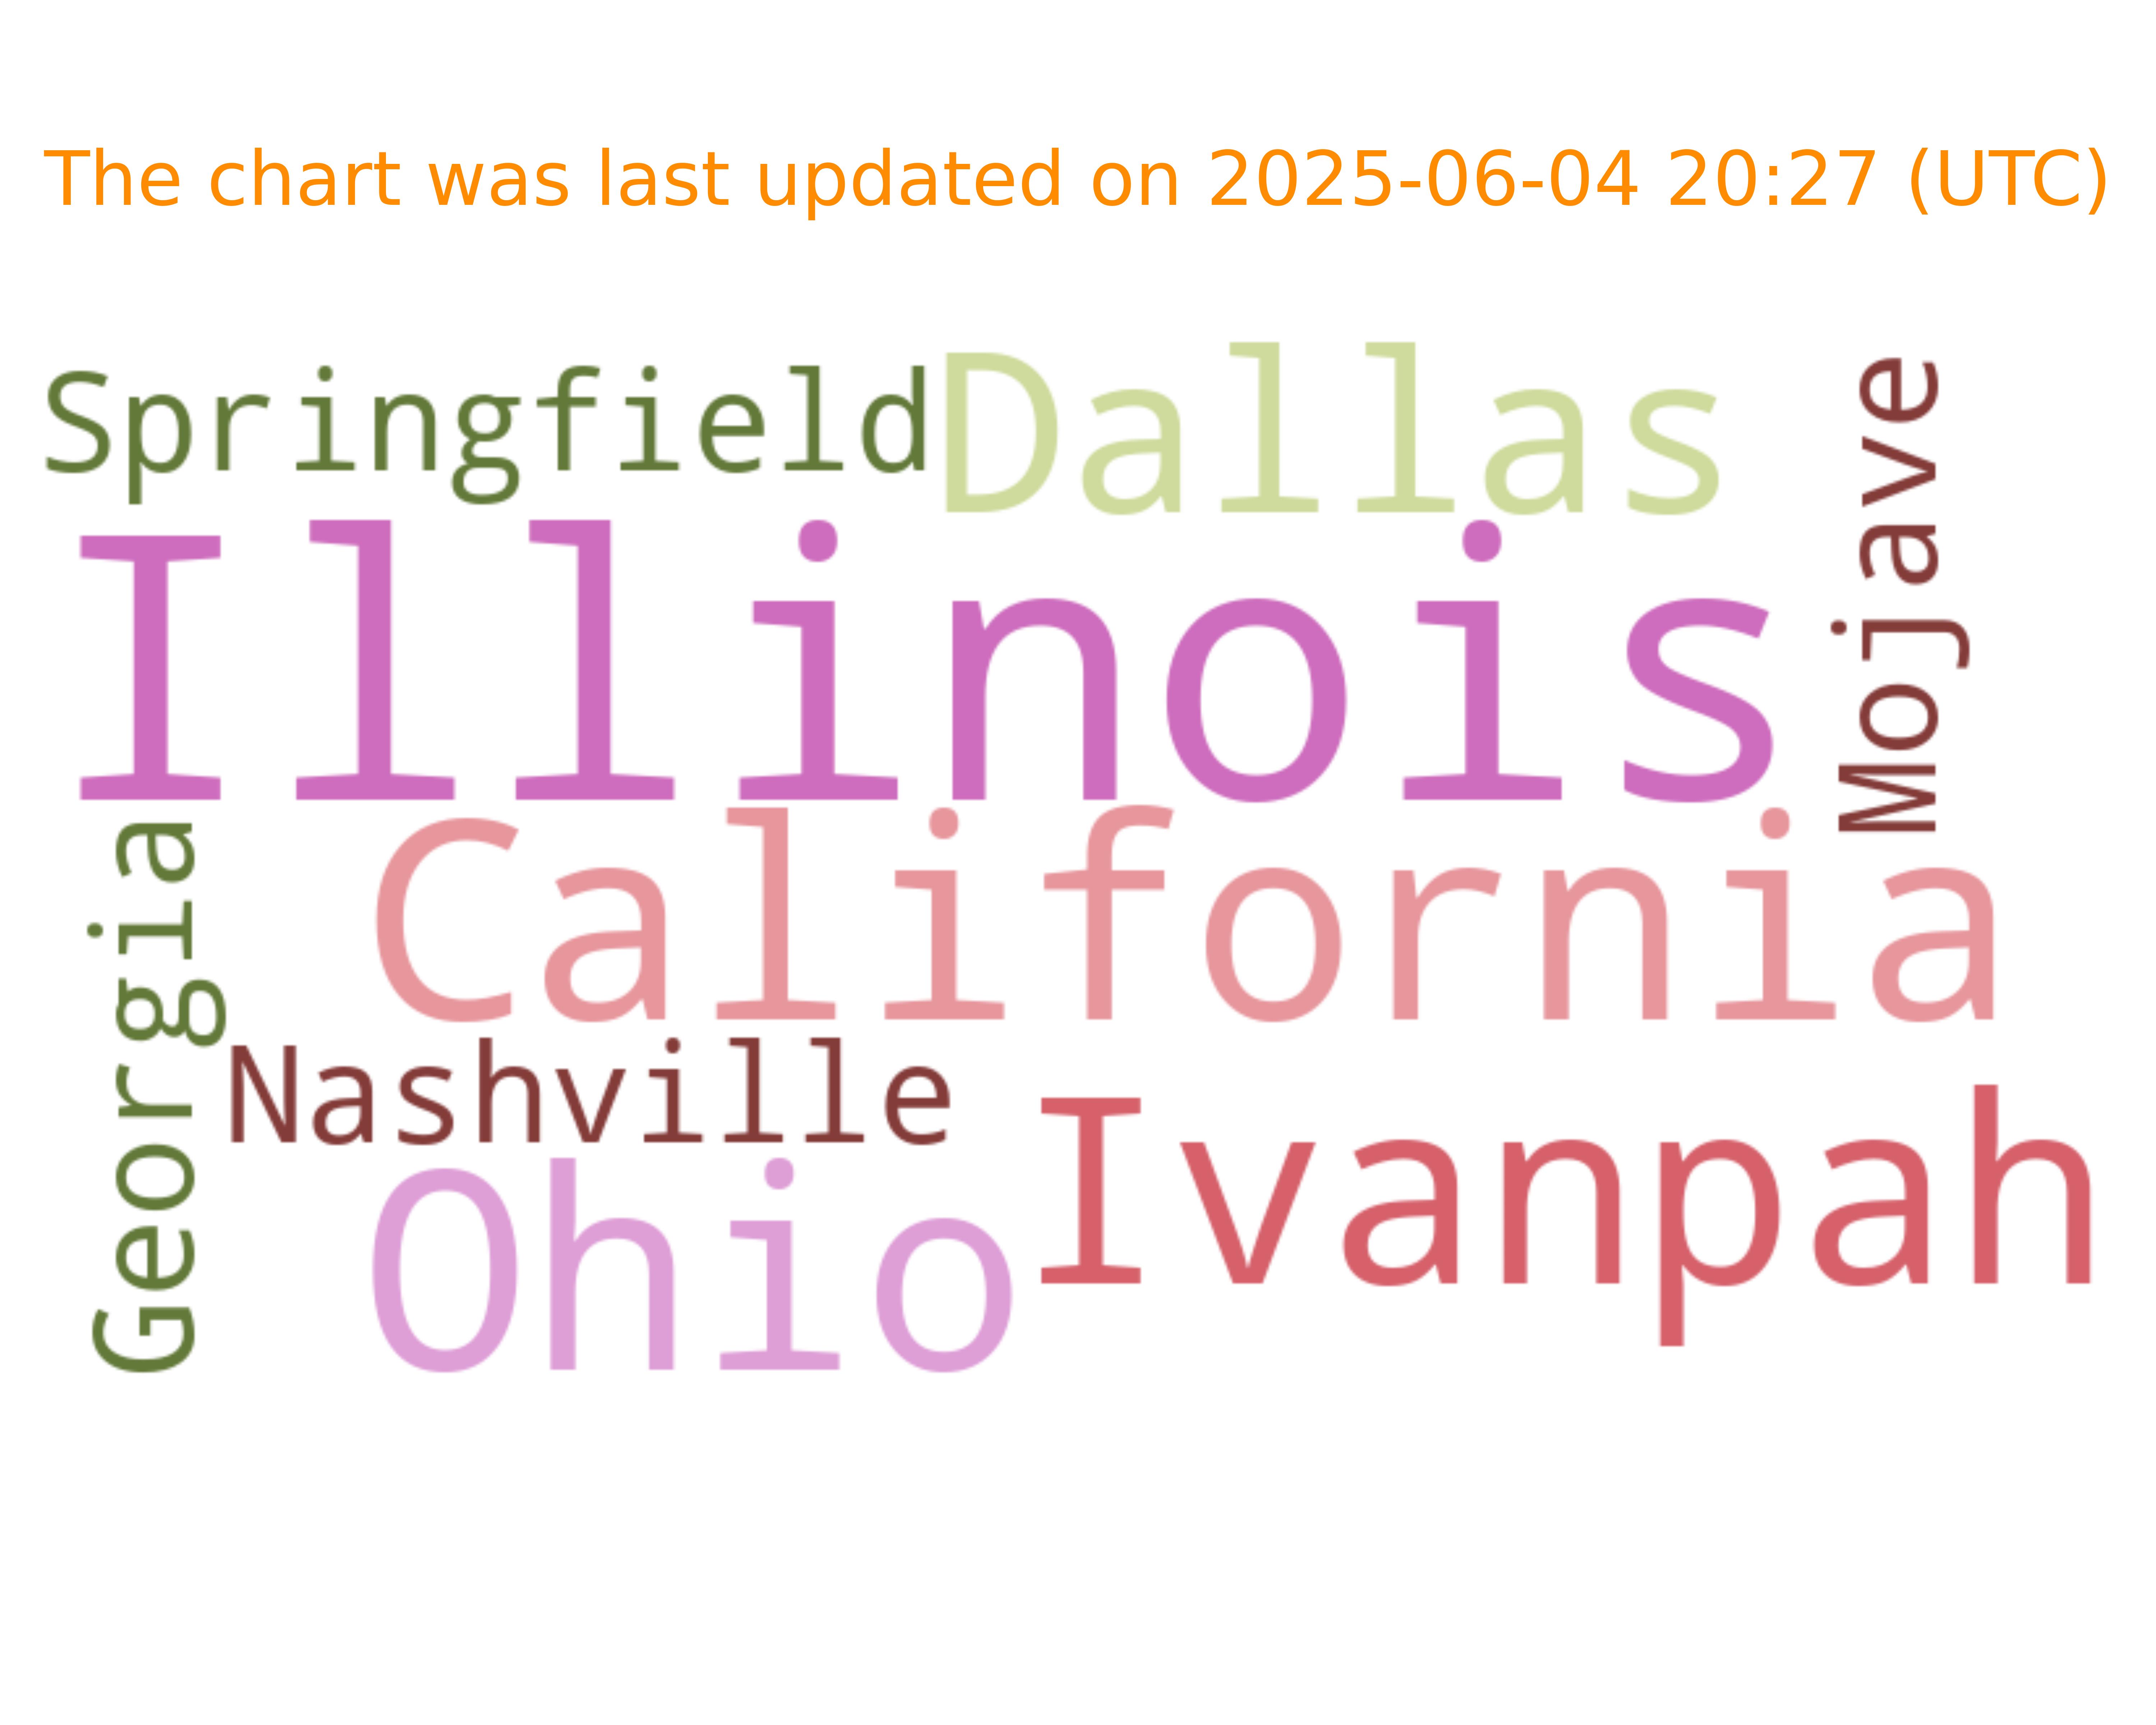 The chart was last updated on 2025-06-04 20:27 (UTC)
Springfield
Dallas
Mojave
Illinois
California
Georgia
Nashville
Ivanpah
Ohio